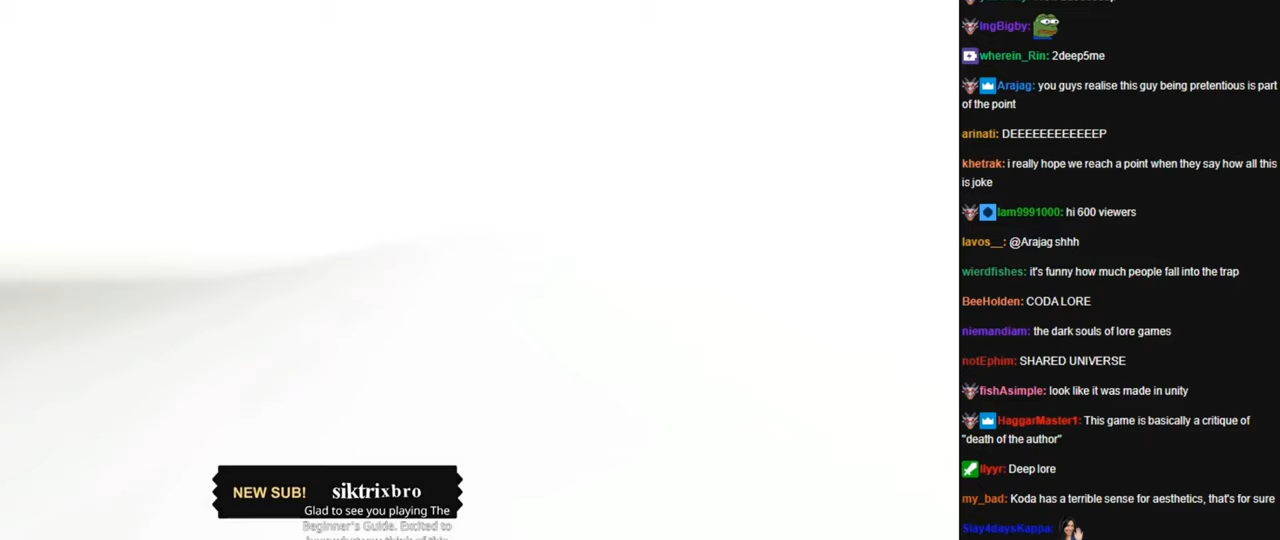 NEW SUB! siktrixbro
Glad to see you playing The
Beginner's Guide. Excited to
IngBigby:
wherein_Rin: 2deep5me
Arajag: you guys realise this guy being pretentious is part
of the point
arinati: DEEEEEEEEEEEEP
khetrak: i really hope we reach a point when they say how all this
is joke
lam9991000: hi 600 viewers
lavos__: @Arajag shhh
wierdfishes: it's funny how much people fall into the trap
BeeHolden: CODA LORE
niemandiam: the dark souls of lore games
notEphim: SHARED UNIVERSE
fishAsimple: look like it was made in unity
HaggarMaster1: This game is basically a critique of
"death of the author"
llyyr: Deep lore
my_bad: Koda has a terrible sense for aesthetics, that's for sure
Slay4daysKappa: